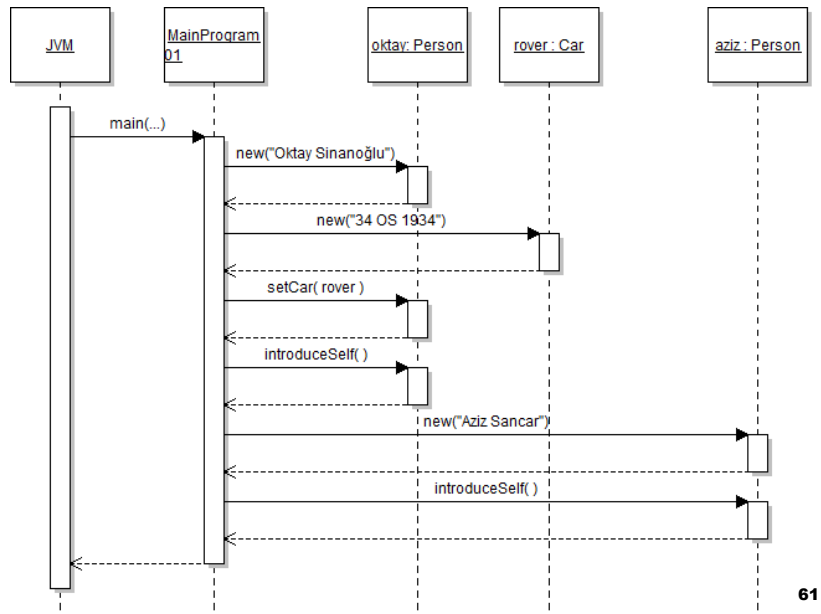 JVM
MainProgram
01
oktay: Person
rover : Car
aziz : Person
main(...)
new("Oktay Sinanoğlu")
new("34 OS 1934")
setCar( rover )
introduceSelf( )
new("Aziz Sancar")
introduceSelf( )
61